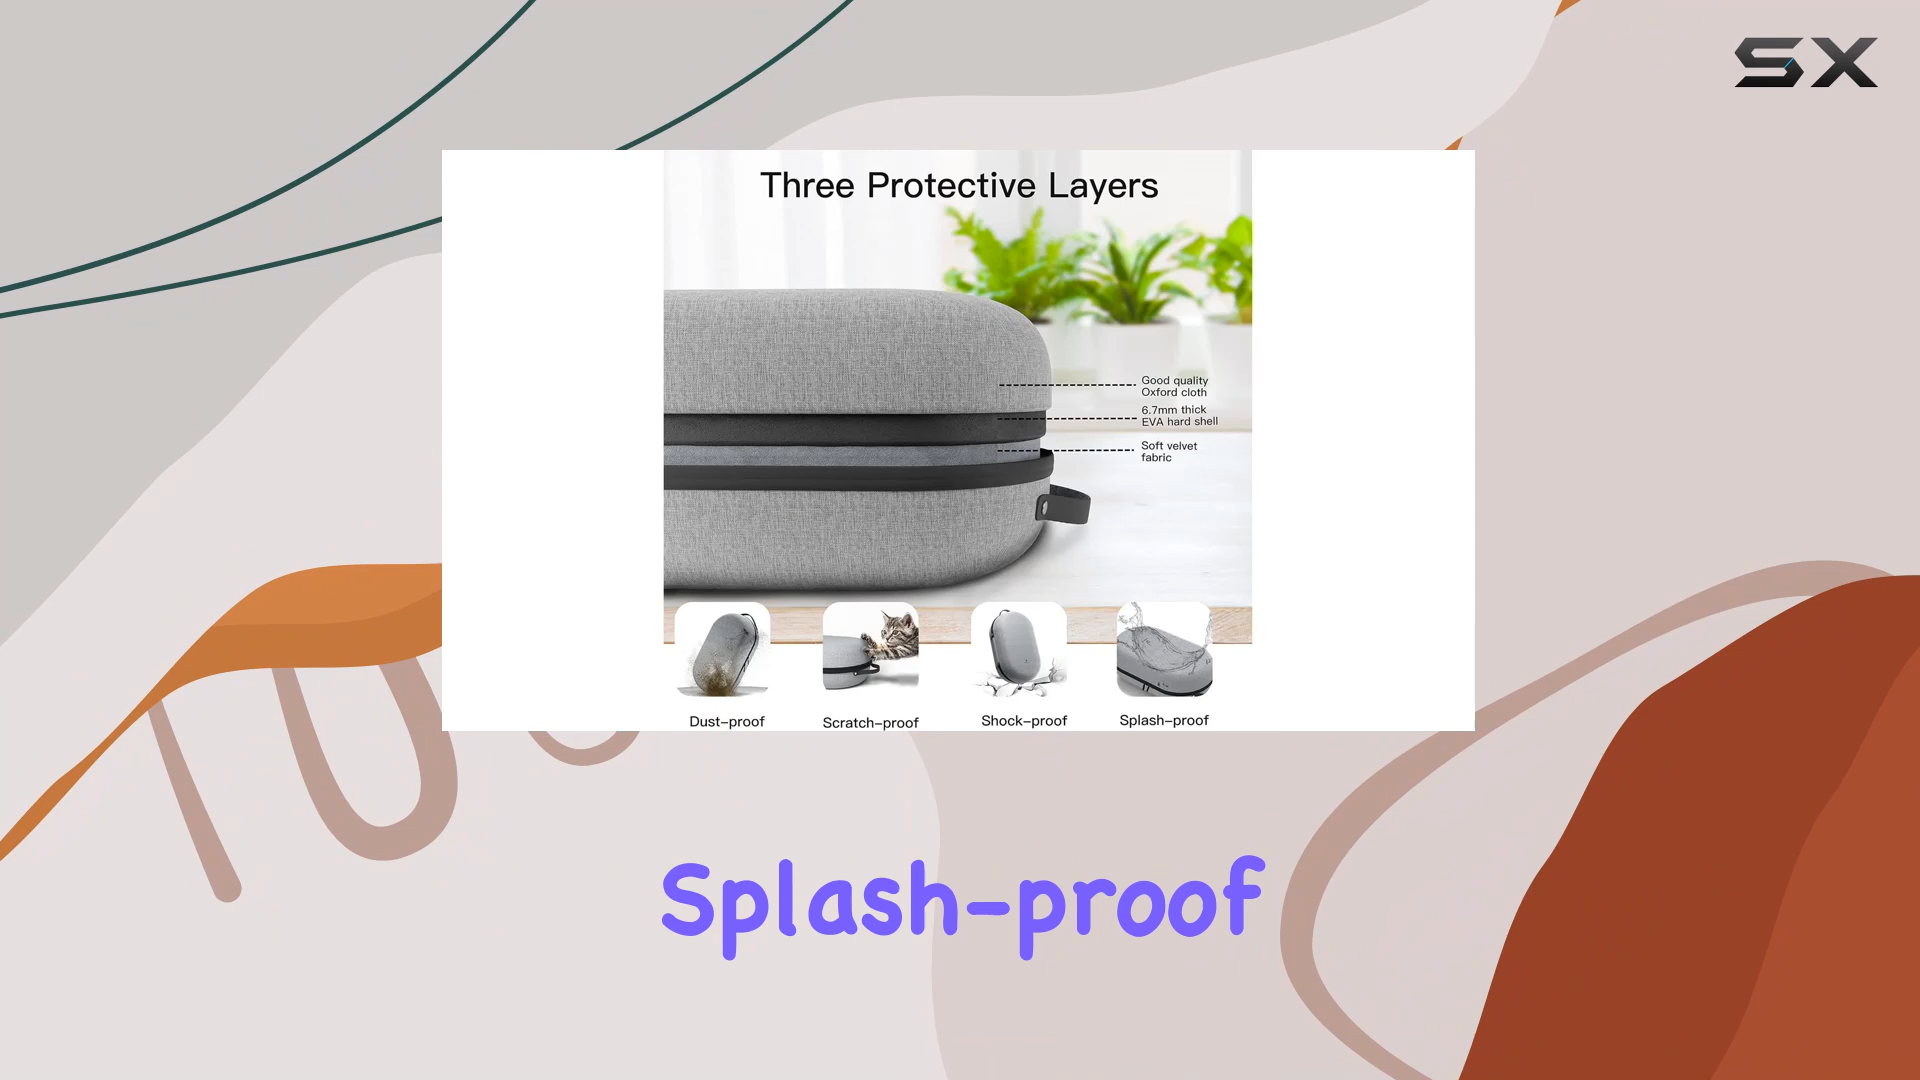 SX
Three Protective Layers
Good quality
Oxford cloth
6.7mm thick
EVA hard shell
Soft velvet
fabric
Dust-proof
Scratch-proof
Shock-proof
Splash-proof
Splash-proof